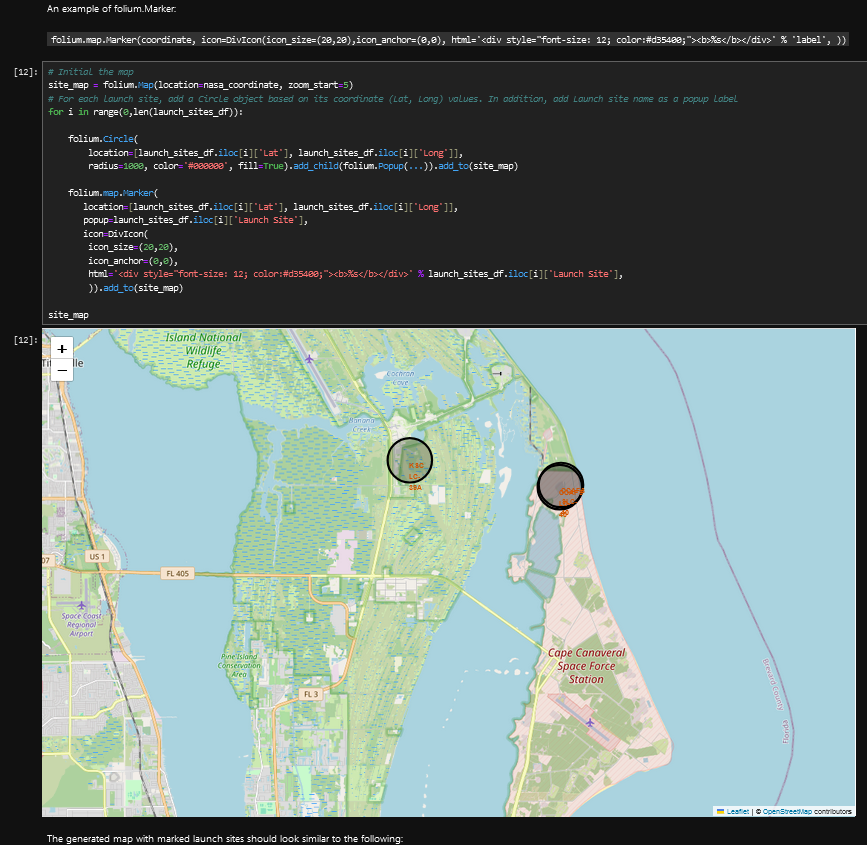 An example of folium.Marker:
folium.map.Marker(coordinate, icon=DivIcon(icon_size=(20,20),icon_anchor=(0,0), html='<div style="font-size: 12; color:#d35400;"><b>%s</b></div>' % 'label', ))
[12]:
# Initial the map
site_map = folium.Map(location=nasa_coordinate, zoom_start=5)
# For each launch site, add a Circle object based on its coordinate (Lat, Long) values. In addition, add Launch site name as a popup label
for i in range(0,len(launch_sites_df)):
folium.Circle(
location=[launch_sites_df.iloc[i]['Lat'], launch_sites_df.iloc[i]['Long']],
radius=1000, color='#000000', fill=True).add_child(folium.Popup(...)).add_to(site_map)
folium.map.Marker(
location=[launch_sites_df.iloc[i]['Lat'], launch_sites_df.iloc[i]['Long']],
popup=launch_sites_df.iloc[i]['Launch Site'],
icon=DivIcon(
icon_size=(20,20),
icon_anchor=(0,0),
html='<div style="font-size: 12; color:#d35400;"><b>%s</b></div>' % launch_sites_df.iloc[i]['Launch Site'],
)).add_to(site_map)
site_map
[12]:
+
−
Island National
Wildlife
Refuge
Cochran
Cove
Banana
Creek
KSC
LC
39A
07
US 1
FL 405
Space Coast
Regional
Airport
Pine Island
Conservation
Area
FL 3
Cape Canaveral
Space Force
Station
Brevard County
Florida
Leaflet | © OpenStreetMap contributors
The generated map with marked launch sites should look similar to the following: